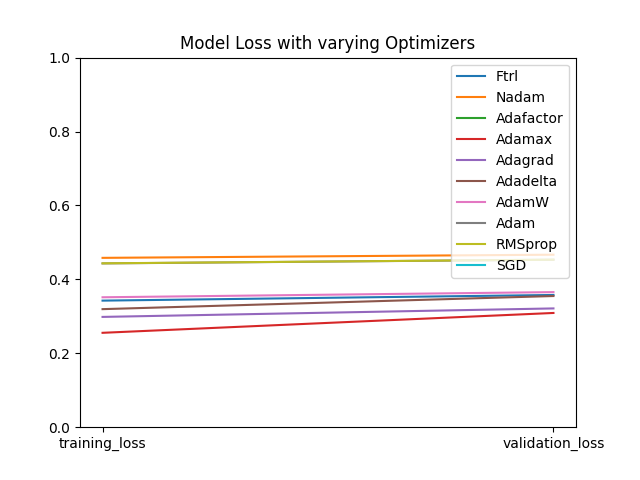 Model Loss with varying Optimizers
1.0
0.8
0.6
0.4
0.2
0.0
Ftrl
Nadam
Adafactor
Adamax
Adagrad
Adadelta
AdamW
Adam
RMSprop
SGD
training_loss
validation_loss